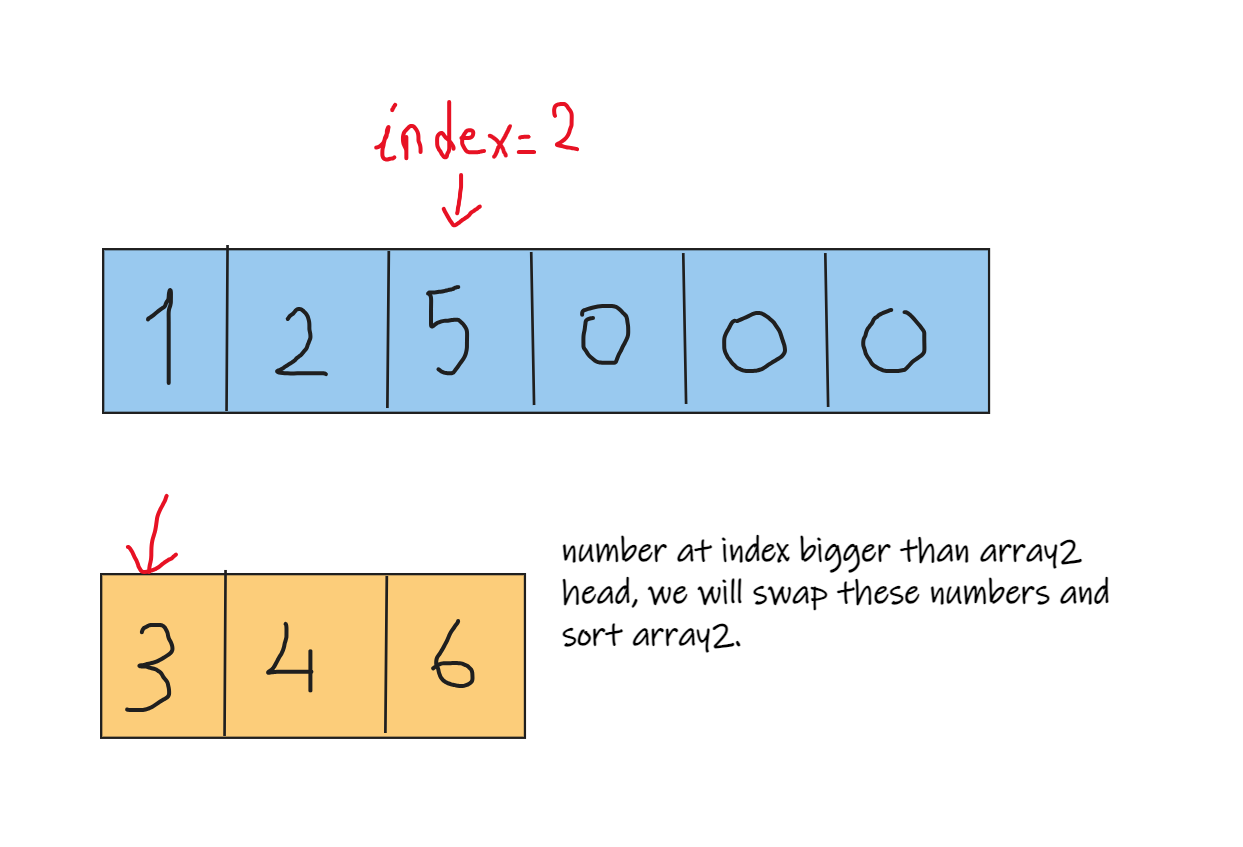 index=2
1 2 5 0 0 0
3 4 6
number at index bigger than array2
head, we will swap these numbers and
sort array2.